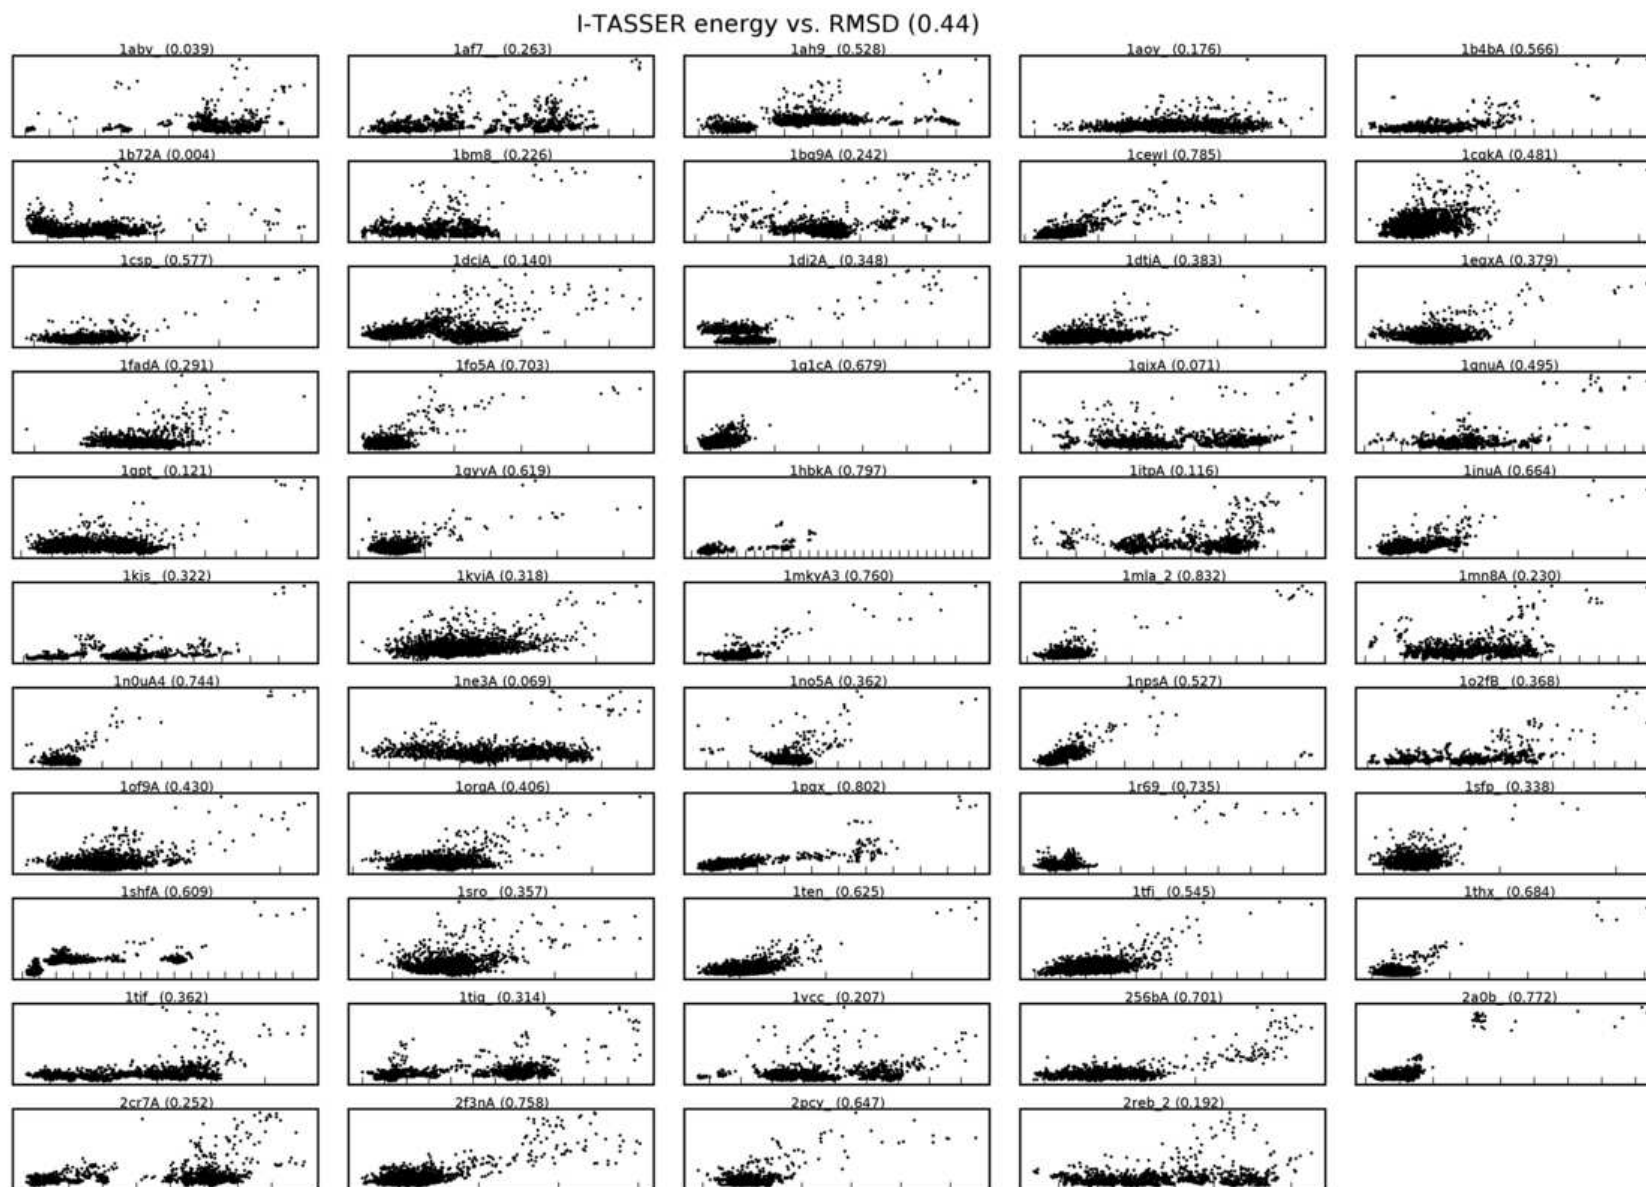 I-TASSER energy vs. RMSD (0.44)
1abv_ (0.039) 1af7__ (0.263) 1ah9_ (0.528) 1aoy_ (0.176) 1b4bA (0.566)
1b72A (0.004) 1bm8_ (0.226) 1bq9A (0.242) 1cewI (0.785) 1cqkA (0.481)
1csp_ (0.577) 1dcjA_ (0.140) 1di2A_ (0.348) 1dtjA_ (0.383) 1egxA (0.379)
1fadA (0.291) 1fo5A (0.703) 1g1cA (0.679) 1gjxA (0.071) 1gnuA (0.495)
1gpt_ (0.121) 1gyvA (0.619) 1hbkA (0.797) 1itpA (0.116) 1jnuA (0.664)
1kjs_ (0.322) 1kviA (0.318) 1mkyA3 (0.760) 1mla_2 (0.832) 1mn8A (0.230)
1n0uA4 (0.744) 1ne3A (0.069) 1no5A (0.362) 1npsA (0.527) 1o2fB_ (0.368)
1of9A (0.430) 1orgA (0.406) 1pgx_ (0.802) 1r69_ (0.735) 1sfp_ (0.338)
1shfA (0.609) 1sro_ (0.357) 1ten_ (0.625) 1tfi_ (0.545) 1thx_ (0.684)
1tif_ (0.362) 1tig_ (0.314) 1vcc_ (0.207) 256bA (0.701) 2a0b_ (0.772)
2cr7A (0.252) 2f3nA (0.758) 2pcy_ (0.647) 2reb_2 (0.192)